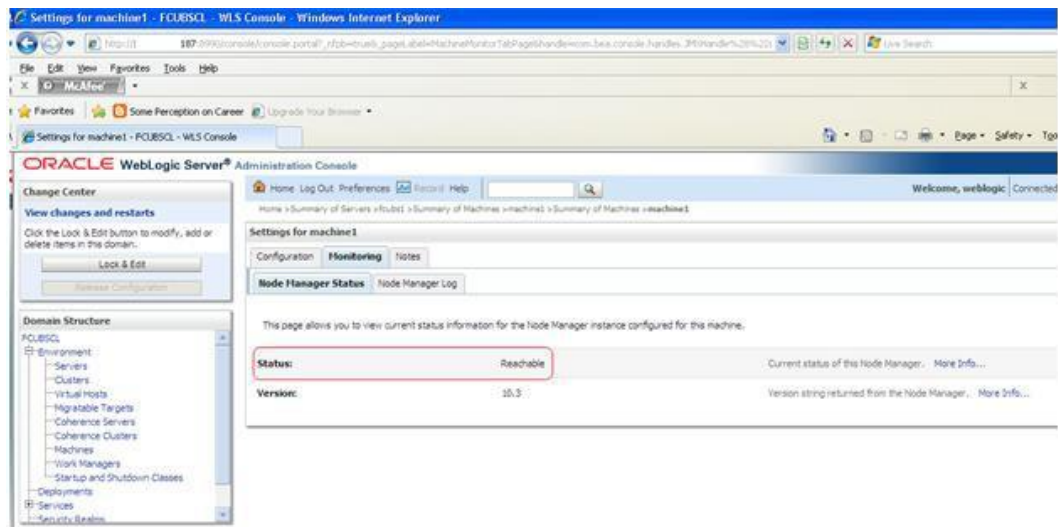 Settings for machine1 - FCUBSCL - WLS Console - Windows Internet Explorer
File Edit View Favorites Tools Help
X McAfee X
Favorites Some Perception on Career Upgrade Your Browser
Settings for machine1 - FCUBSCL - WLS Console Page Safety
ORACLE WebLogic Server® Administration Console
Change Center
View changes and restarts
Click the Lock & Edit button to modify, add or delete items in this domain.
Lock & Edit
Release Configuration
Domain Structure
FCUBSCL
Environment
Servers
Clusters
Virtual Hosts
Migratable Targets
Coherence Servers
Coherence Clusters
Machines
Work Managers
Startup and Shutdown Classes
Deployments
Services
Security Realms
Home Log Out Preferences Record Help
Welcome, weblogic Connected
Home >Summary of Servers >fcubs1 >Summary of Machines >machine1 >Summary of Machines >machine1
Settings for machine1
Configuration Monitoring Notes
Node Manager Status Node Manager Log
This page allows you to view current status information for the Node Manager instance configured for this machine.
Status: Reachable Current status of this Node Manager. More Info...
Version: 10.3 Version string returned from the Node Manager. More Info...